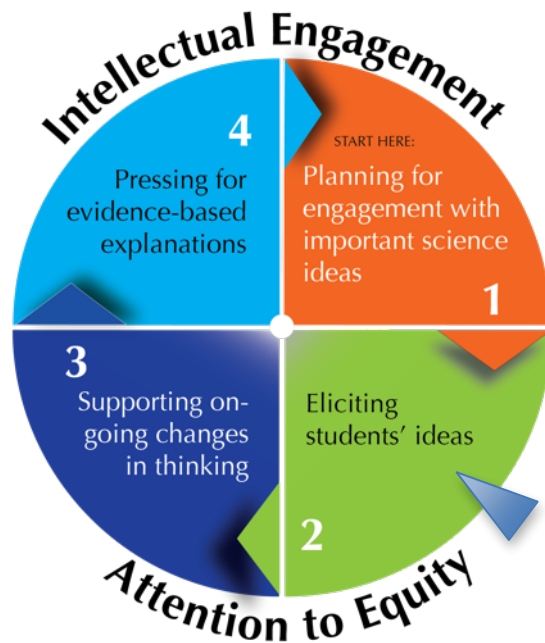 Intellectual Engagement
START HERE:
Planning for
engagement with
important science
ideas
1
Eliciting
students' ideas
2
3
Supporting on-
going changes
in thinking
4
Pressing for
evidence-based
explanations
Attention to Equity